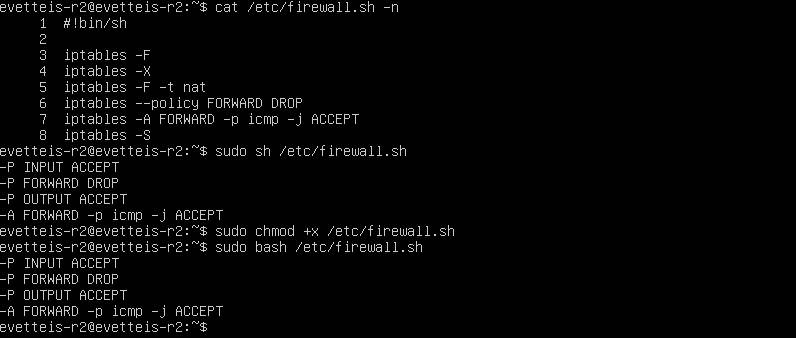 evetteis-r2@evetteis-r2:~$ cat /etc/firewall.sh -n
     1  #!bin/sh
     2
     3  iptables -F
     4  iptables -X
     5  iptables -F -t nat
     6  iptables --policy FORWARD DROP
     7  iptables -A FORWARD -p icmp -j ACCEPT
     8  iptables -S
evetteis-r2@evetteis-r2:~$ sudo sh /etc/firewall.sh
-P INPUT ACCEPT
-P FORWARD DROP
-P OUTPUT ACCEPT
-A FORWARD -p icmp -j ACCEPT
evetteis-r2@evetteis-r2:~$ sudo chmod +x /etc/firewall.sh
evetteis-r2@evetteis-r2:~$ sudo bash /etc/firewall.sh
-P INPUT ACCEPT
-P FORWARD DROP
-P OUTPUT ACCEPT
-A FORWARD -p icmp -j ACCEPT
evetteis-r2@evetteis-r2:~$